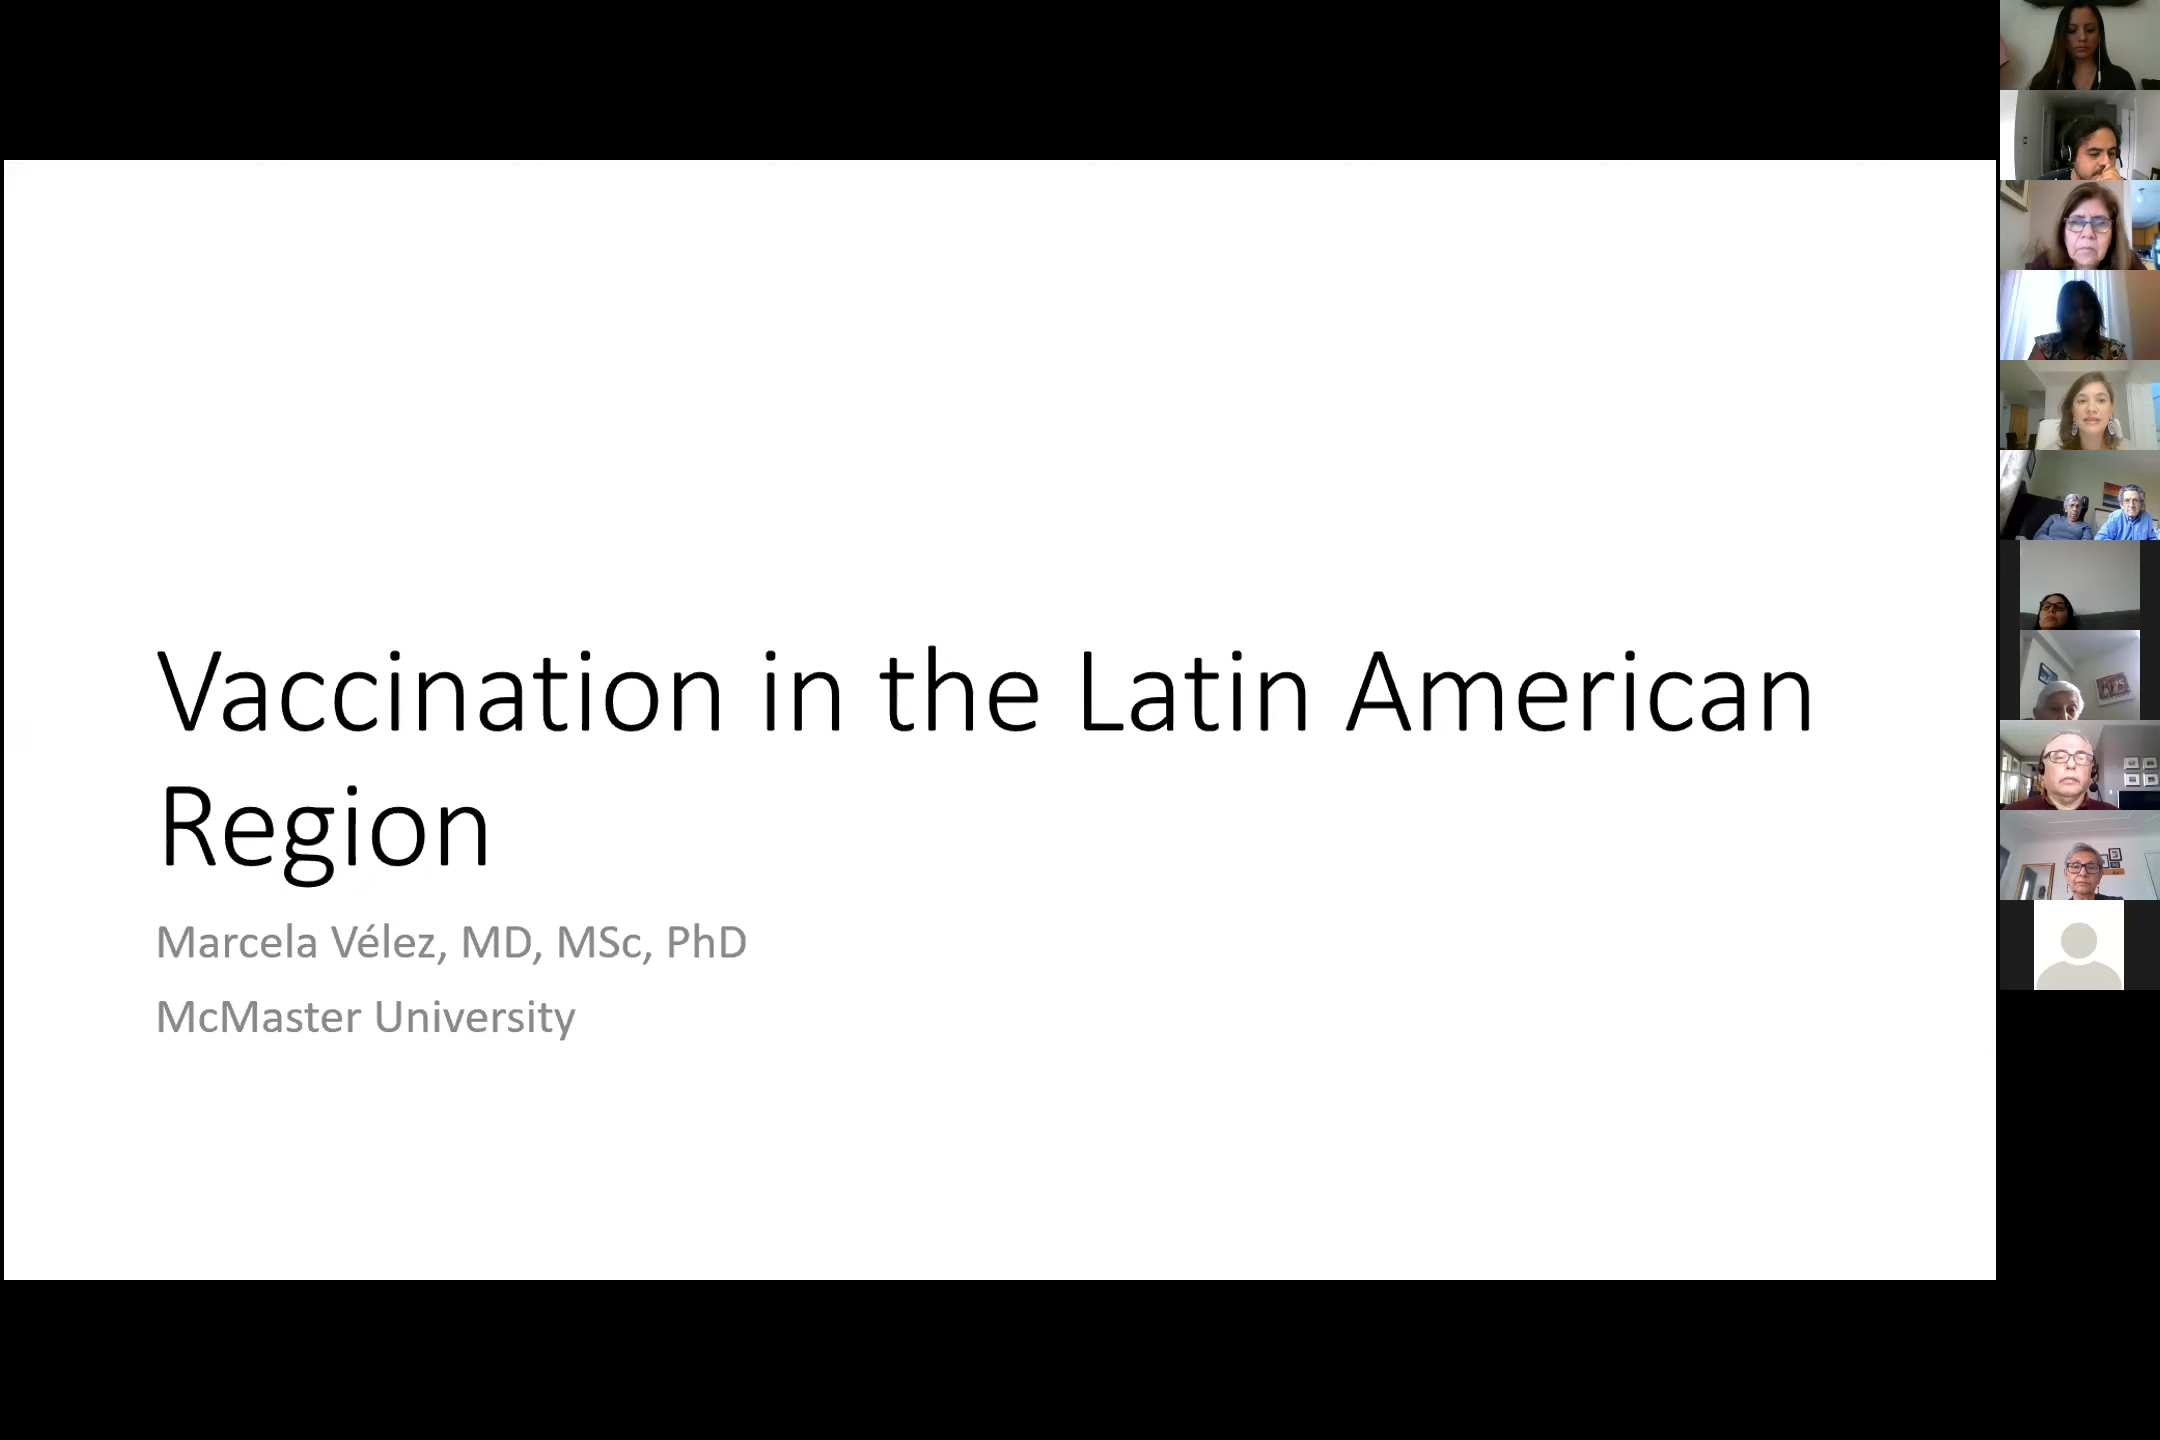 Vaccination in the Latin American
Region
Marcela Vélez, MD, MSc, PhD
McMaster University